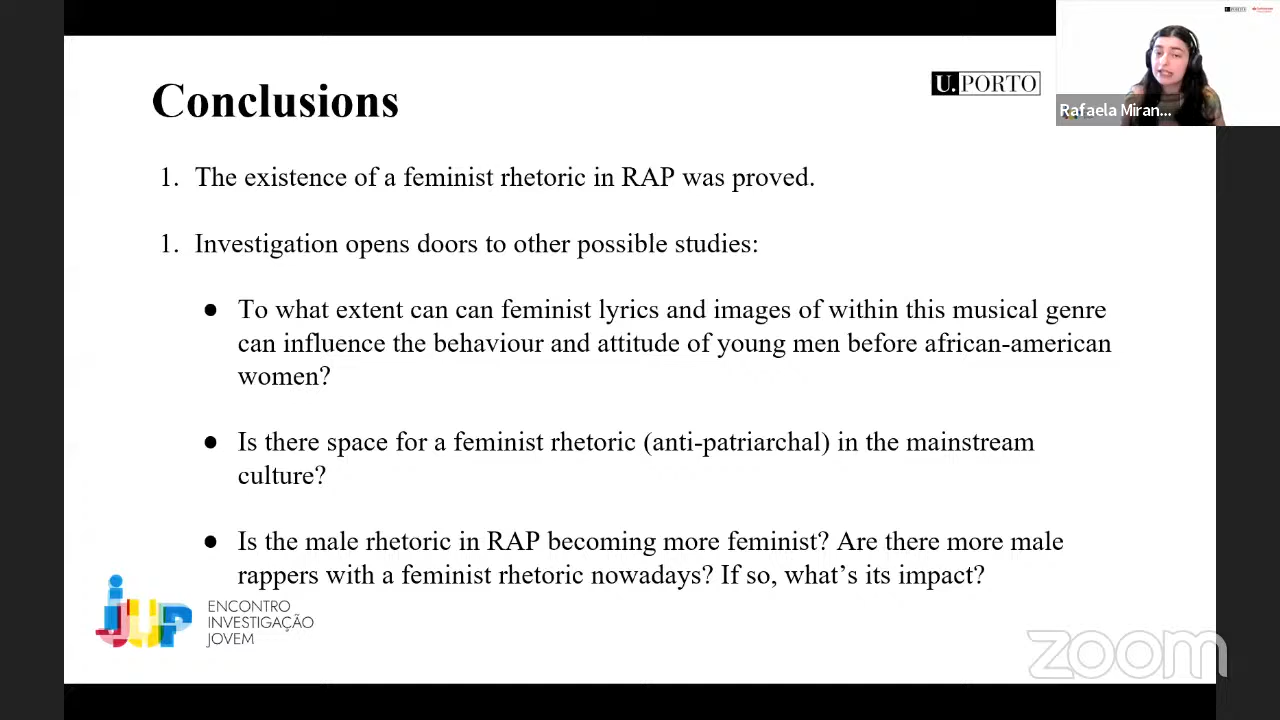 Conclusions
U. PORTO
Rafaela Miran...
1. The existence of a feminist rhetoric in RAP was proved.
1. Investigation opens doors to other possible studies:
● To what extent can can feminist lyrics and images of within this musical genre
can influence the behaviour and attitude of young men before african-american
women?
● Is there space for a feminist rhetoric (anti-patriarchal) in the mainstream
culture?
● Is the male rhetoric in RAP becoming more feminist? Are there more male
rappers with a feminist rhetoric nowadays? If so, what's its impact?
iJUP
ENCONTRO
INVESTIGAÇÃO
JOVEM
zoom